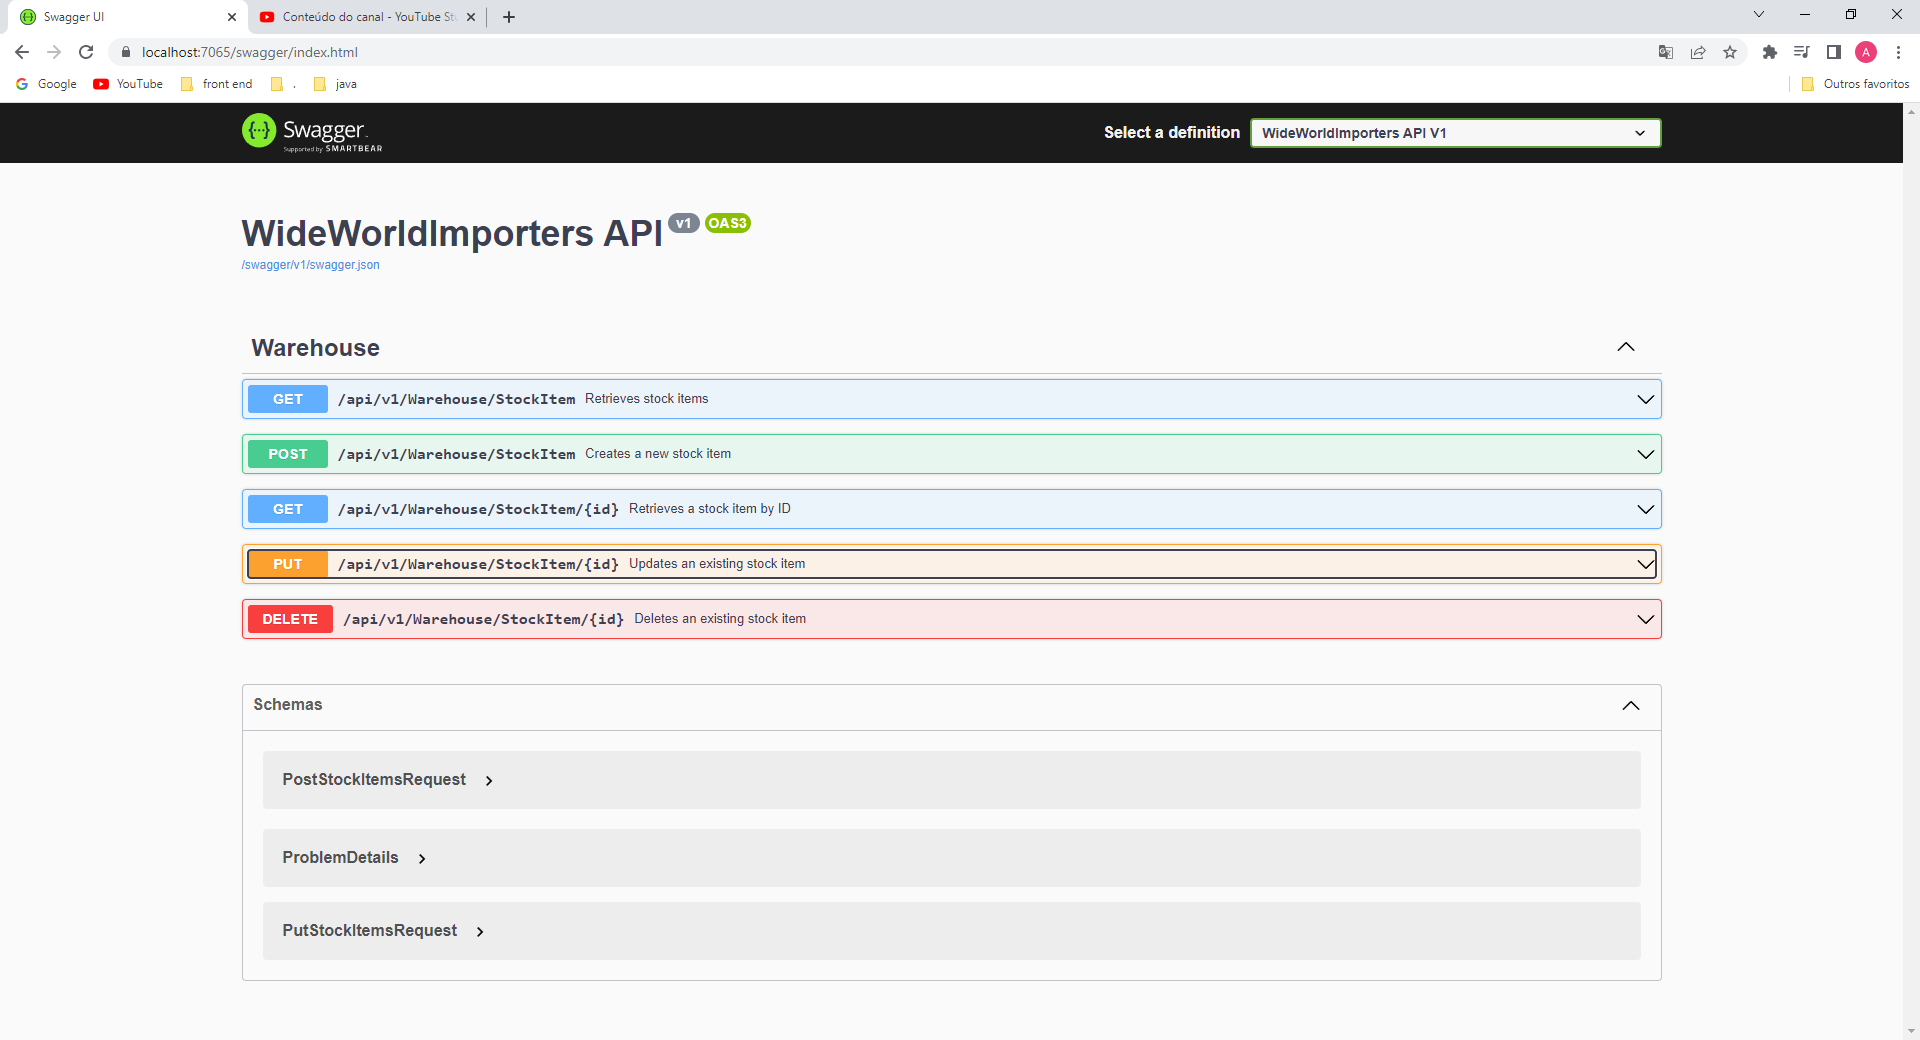 Swagger UI
Conteúdo do canal - YouTube
localhost:7065/swagger/index.html
A
Google
YouTube
front end
.
java
Outros favoritos
{···} Swagger
Supported by SMARTBEAR
Select a definition
WideWorldImporters API V1
WideWorldImporters API v1 OAS3
/swagger/v1/swagger.json
Warehouse
GET /api/v1/Warehouse/StockItem Retrieves stock items
POST /api/v1/Warehouse/StockItem Creates a new stock item
GET /api/v1/Warehouse/StockItem/{id} Retrieves a stock item by ID
PUT /api/v1/Warehouse/StockItem/{id} Updates an existing stock item
DELETE /api/v1/Warehouse/StockItem/{id} Deletes an existing stock item
Schemas
PostStockItemsRequest
ProblemDetails
PutStockItemsRequest